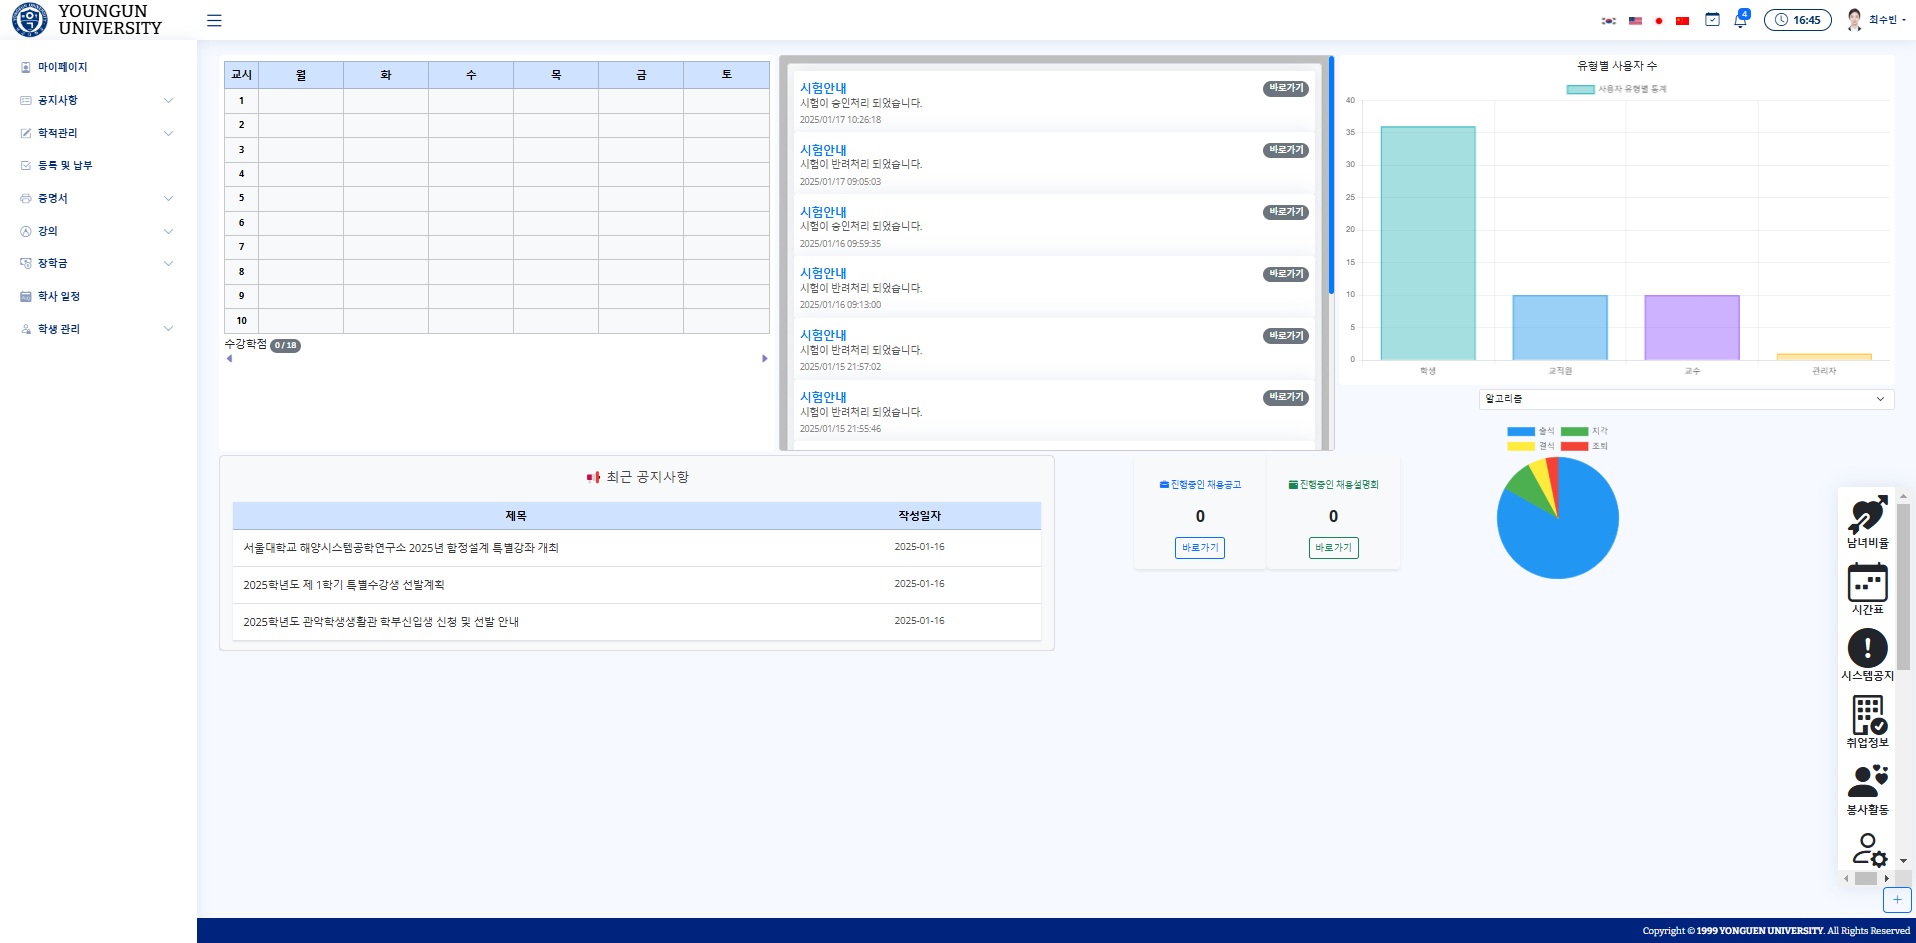 YOUNGUN
UNIVERSITY
4
16:45
최수빈
마이페이지
공지사항
학적관리
등록 및 납부
증명서
강의
장학금
학사 일정
학생 관리
교시 월 화 수 목 금 토
1
2
3
4
5
6
7
8
9
10
수강학점 0 / 18
시험안내 바로가기
시험이 승인처리 되었습니다.
2025/01/17 10:26:18
시험안내 바로가기
시험이 반려처리 되었습니다.
2025/01/17 09:05:03
시험안내 바로가기
시험이 승인처리 되었습니다.
2025/01/16 09:59:35
시험안내 바로가기
시험이 반려처리 되었습니다.
2025/01/16 09:13:00
시험안내 바로가기
시험이 반려처리 되었습니다.
2025/01/15 21:57:02
시험안내 바로가기
시험이 반려처리 되었습니다.
2025/01/15 21:55:46
유형별 사용자 수
사용자 유형별 통계
40
35
30
25
20
15
10
5
0
학생 교직원 교수 관리자
알고리즘
출석 지각
결석 조퇴
최근 공지사항
제목 작성일자
서울대학교 해양시스템공학연구소 2025년 함정설계 특별강좌 개최 2025-01-16
2025학년도 제 1학기 특별수강생 선발계획 2025-01-16
2025학년도 관악학생생활관 학부신입생 신청 및 선발 안내 2025-01-16
진행중인 채용공고
0
바로가기
진행중인 채용설명회
0
바로가기
남녀비율
시간표
시스템공지
취업정보
봉사활동
+
Copyright © 1999 YONGUEN UNIVERSITY. All Rights Reserved